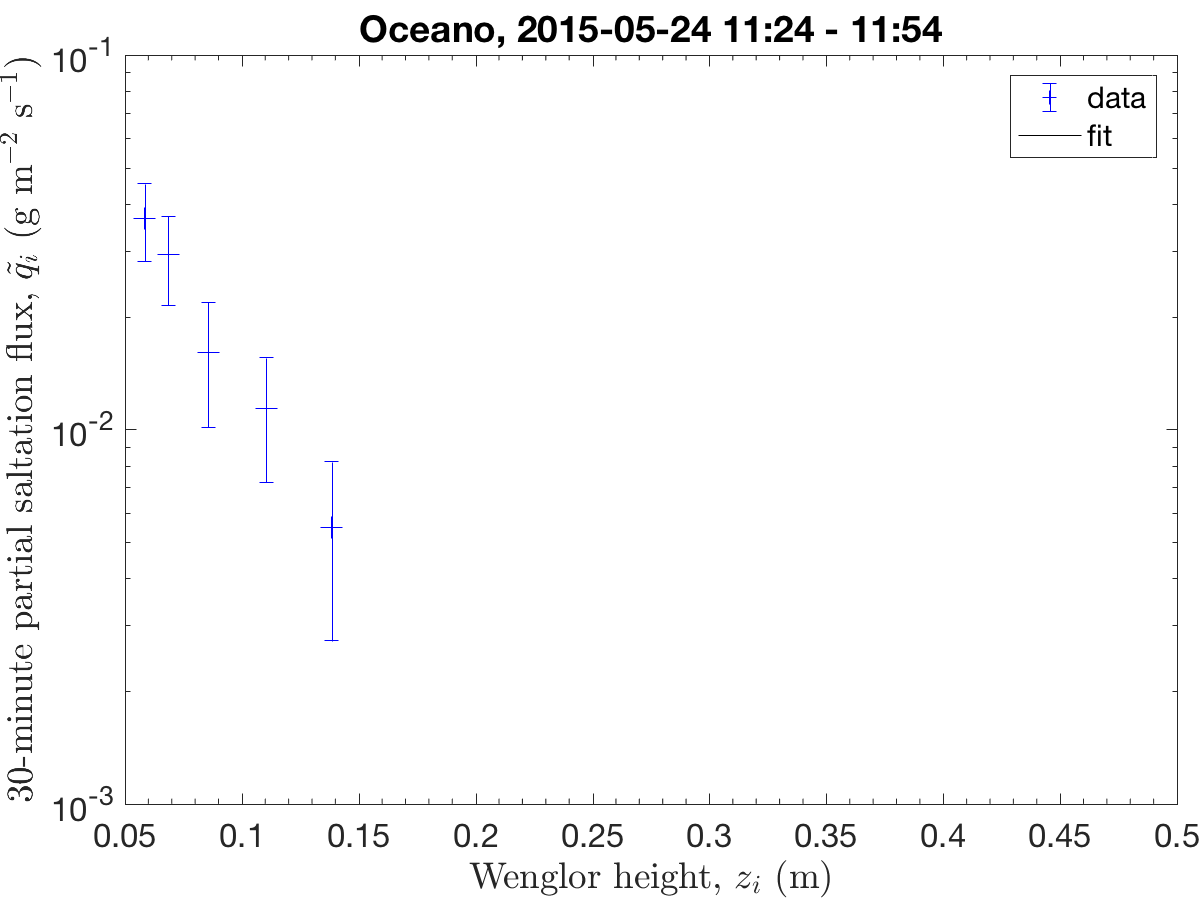 Oceano, 2015-05-24 11:24 - 11:54
data
fit
30-minute partial saltation flux, q̃ᵢ (g m⁻² s⁻¹)
10⁻¹
10⁻²
10⁻³
0.05 0.1 0.15 0.2 0.25 0.3 0.35 0.4 0.45 0.5
Wenglor height, zᵢ (m)